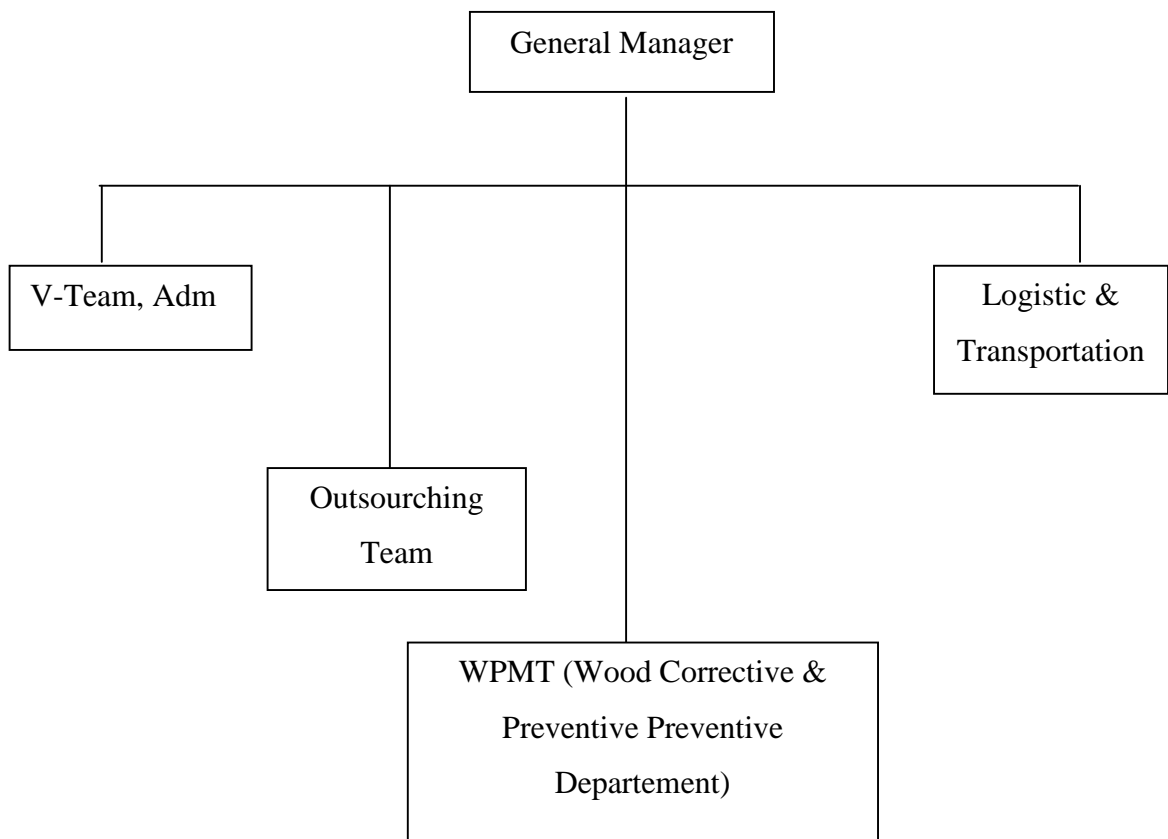 General Manager
V-Team, Adm
Logistic &
Transportation
Outsourching
Team
WPMT (Wood Corrective &
Preventive Preventive
Departement)